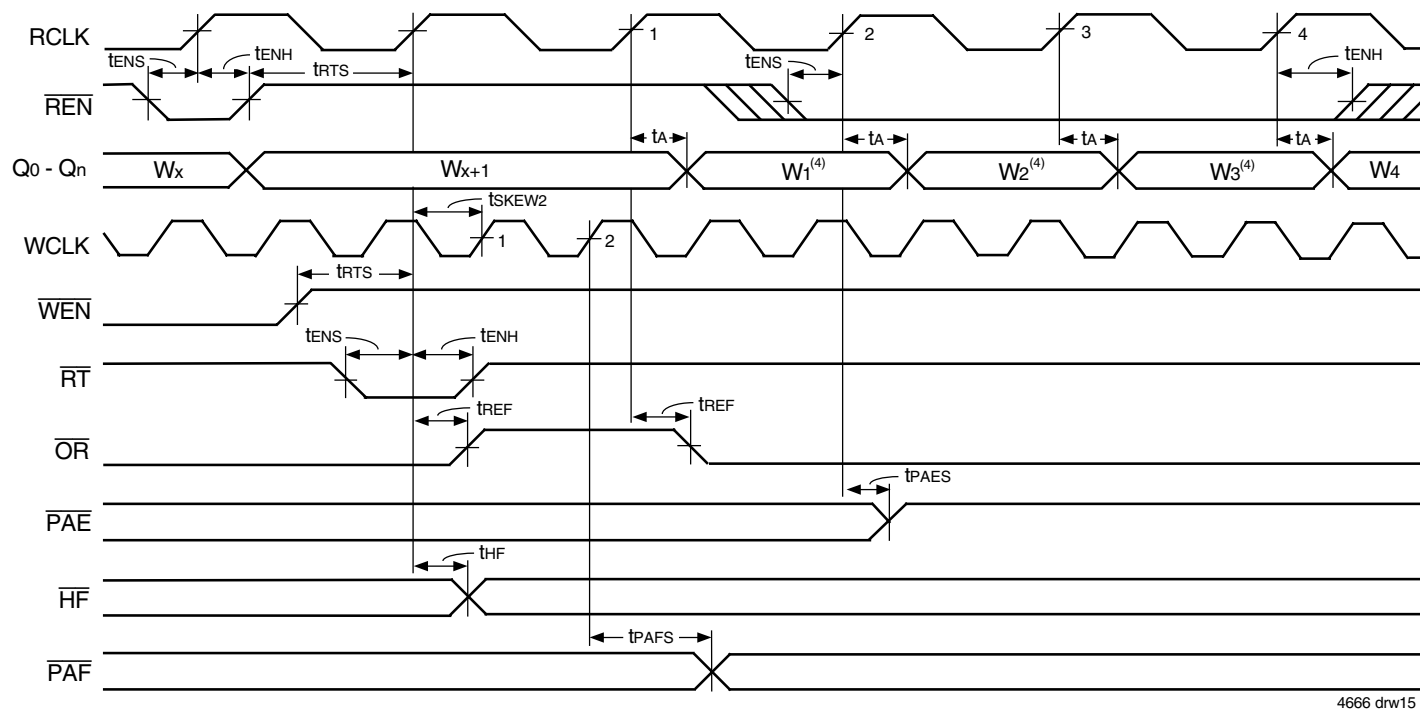 RCLK
1
2
3
4
tENS
tENH
tRTS
tENS
tENH
REN
tA
tA
tA
tA
Q0 - Qn
Wx
Wx+1
W1(4)
W2(4)
W3(4)
W4
tSKEW2
WCLK
1
2
tRTS
WEN
tENS
tENH
RT
tREF
tREF
OR
tPAES
PAE
tHF
HF
tPAFS
PAF
4666 drw15